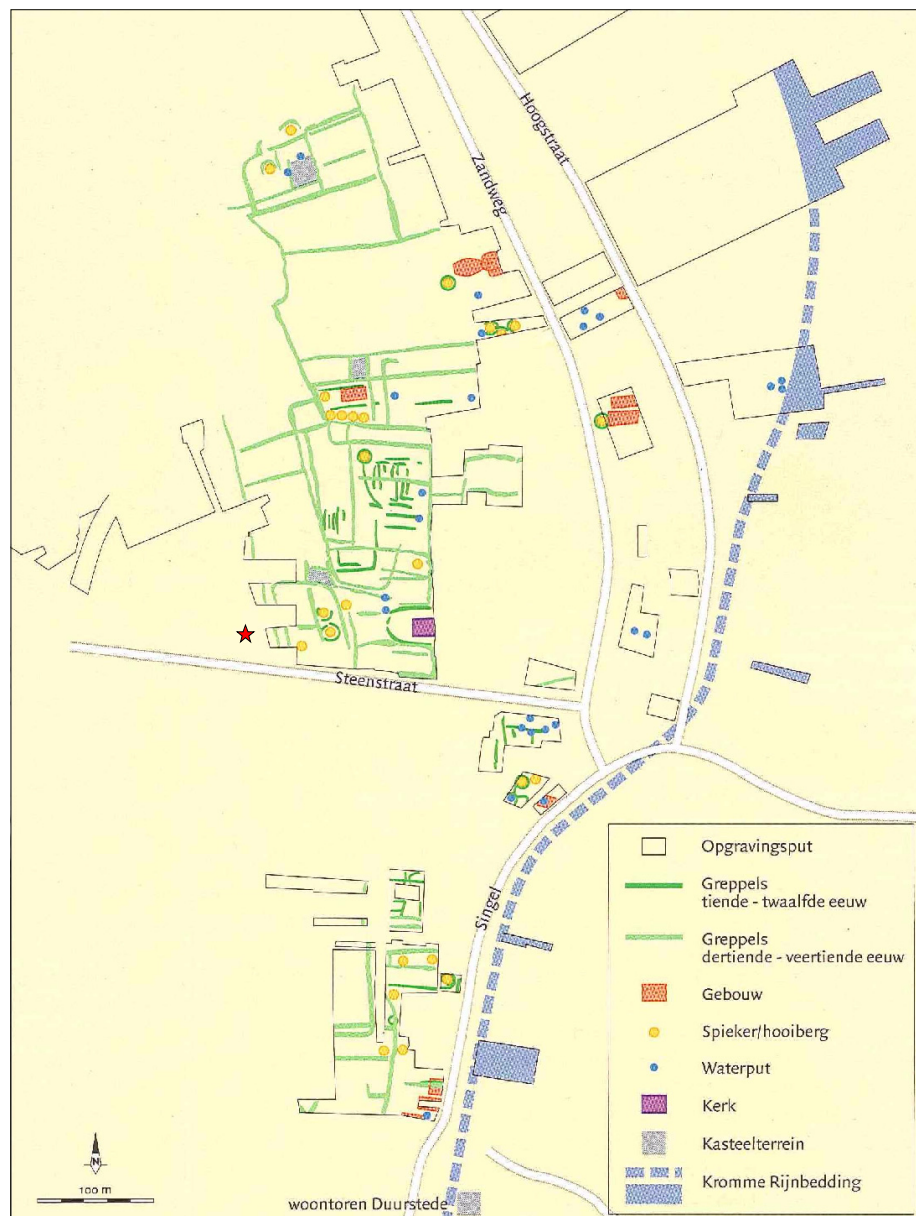 Hoogstraat
Zandweg
Steenstraat
Singel
Opgravingsput
Greppels
tiende - twaalfde eeuw
Greppels
dertiende - veertiende eeuw
Gebouw
Spieker/hooiberg
Waterput
Kerk
Kasteelterrein
Kromme Rijnbedding
N
100 m
woontoren Duurstede